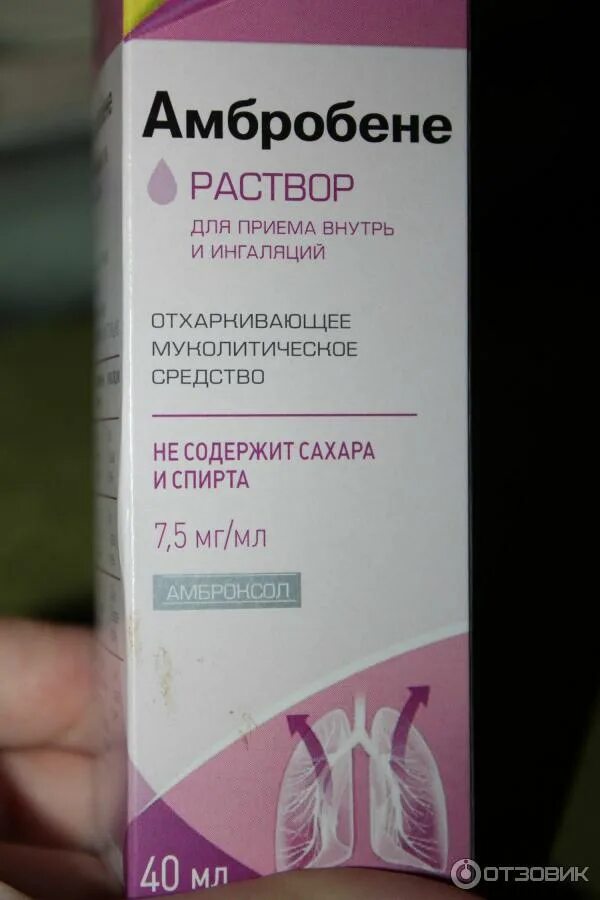 Амбробене
РАСТВОР
ДЛЯ ПРИЕМА ВНУТРЬ
И ИНГАЛЯЦИЙ
ОТХАРКИВАЮЩЕЕ
МУКОЛИТИЧЕСКОЕ
СРЕДСТВО
НЕ СОДЕРЖИТ САХАРА
И СПИРТА
7,5 мг/мл
АМБРОКСОЛ
40 мл
ОТЗОВИК